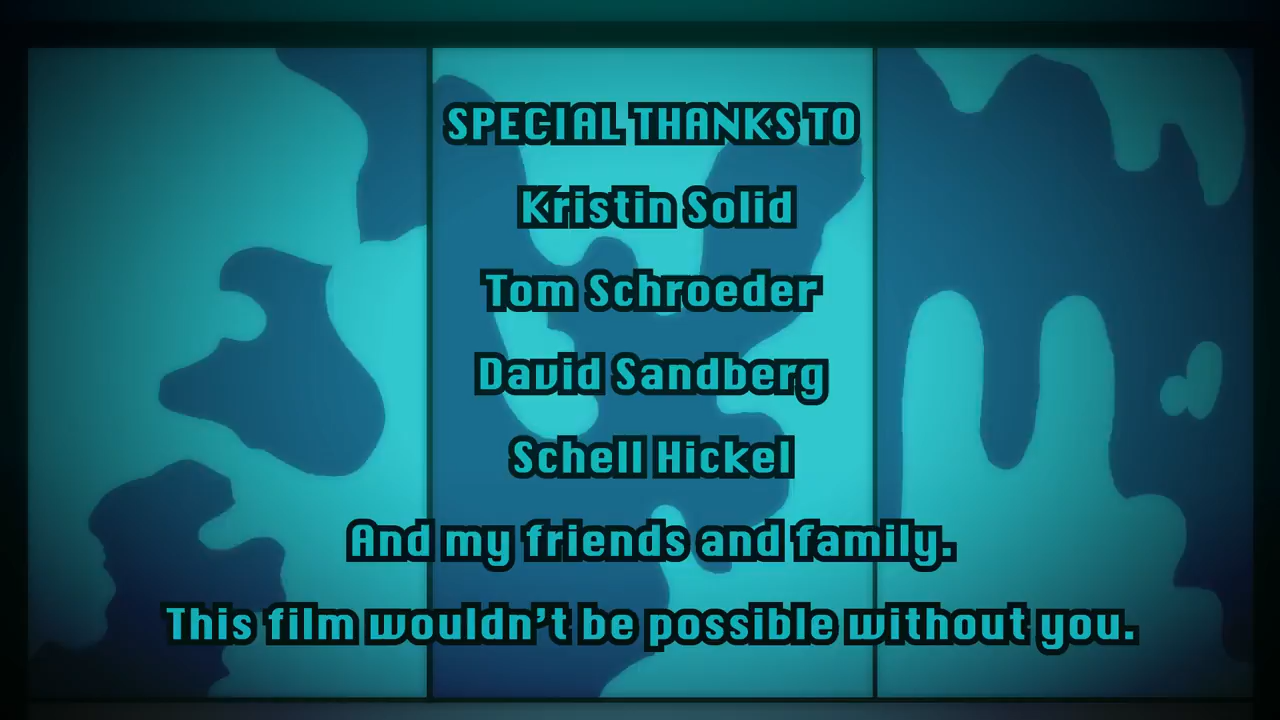 SPECIAL THANKS TO
Kristin Solid
Tom Schroeder
David Sandberg
Schell Hickel
And my friends and family.
This film wouldn't be possible without you.